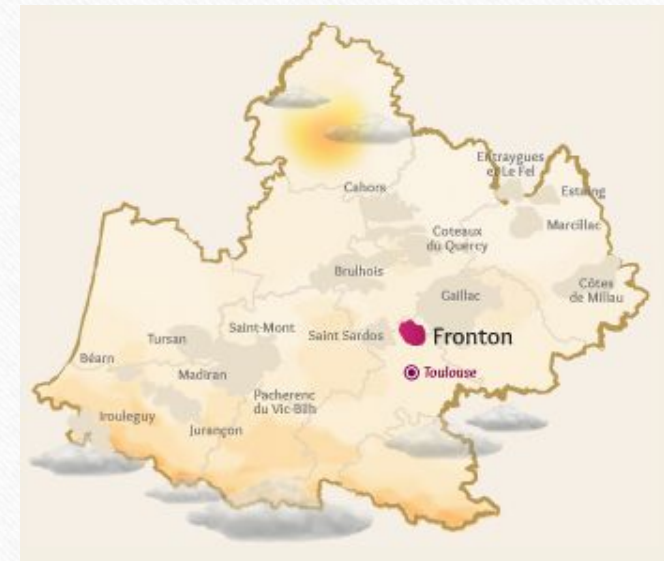 Entraygues
et Le Fel
Cahors
Estaing
Marcillac
Coteaux
du Quercy
Brulhois
Côtes
de Millau
Gaillac
Saint-Mont
Saint Sardos
Fronton
Tursan
Béarn
Madiran
Toulouse
Pacherenc
du Vic-Bilh
Irouleguy
Jurançon